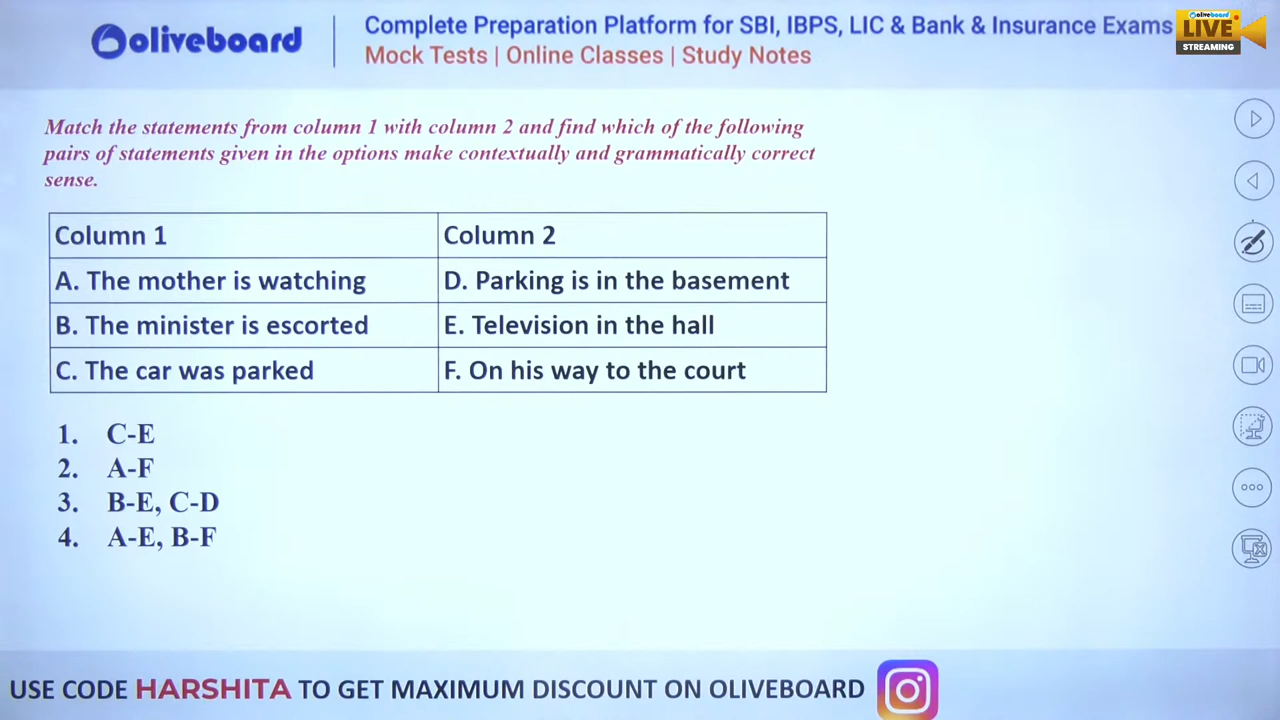 oliveboard
Complete Preparation Platform for SBI, IBPS, LIC & Bank & Insurance Exams
Mock Tests | Online Classes | Study Notes
oliveboard
LIVE
STREAMING
Match the statements from column 1 with column 2 and find which of the following
pairs of statements given in the options make contextually and grammatically correct
sense.
Column 1 Column 2
A. The mother is watching D. Parking is in the basement
B. The minister is escorted E. Television in the hall
C. The car was parked F. On his way to the court
1. C-E
2. A-F
3. B-E, C-D
4. A-E, B-F
USE CODE HARSHITA TO GET MAXIMUM DISCOUNT ON OLIVEBOARD